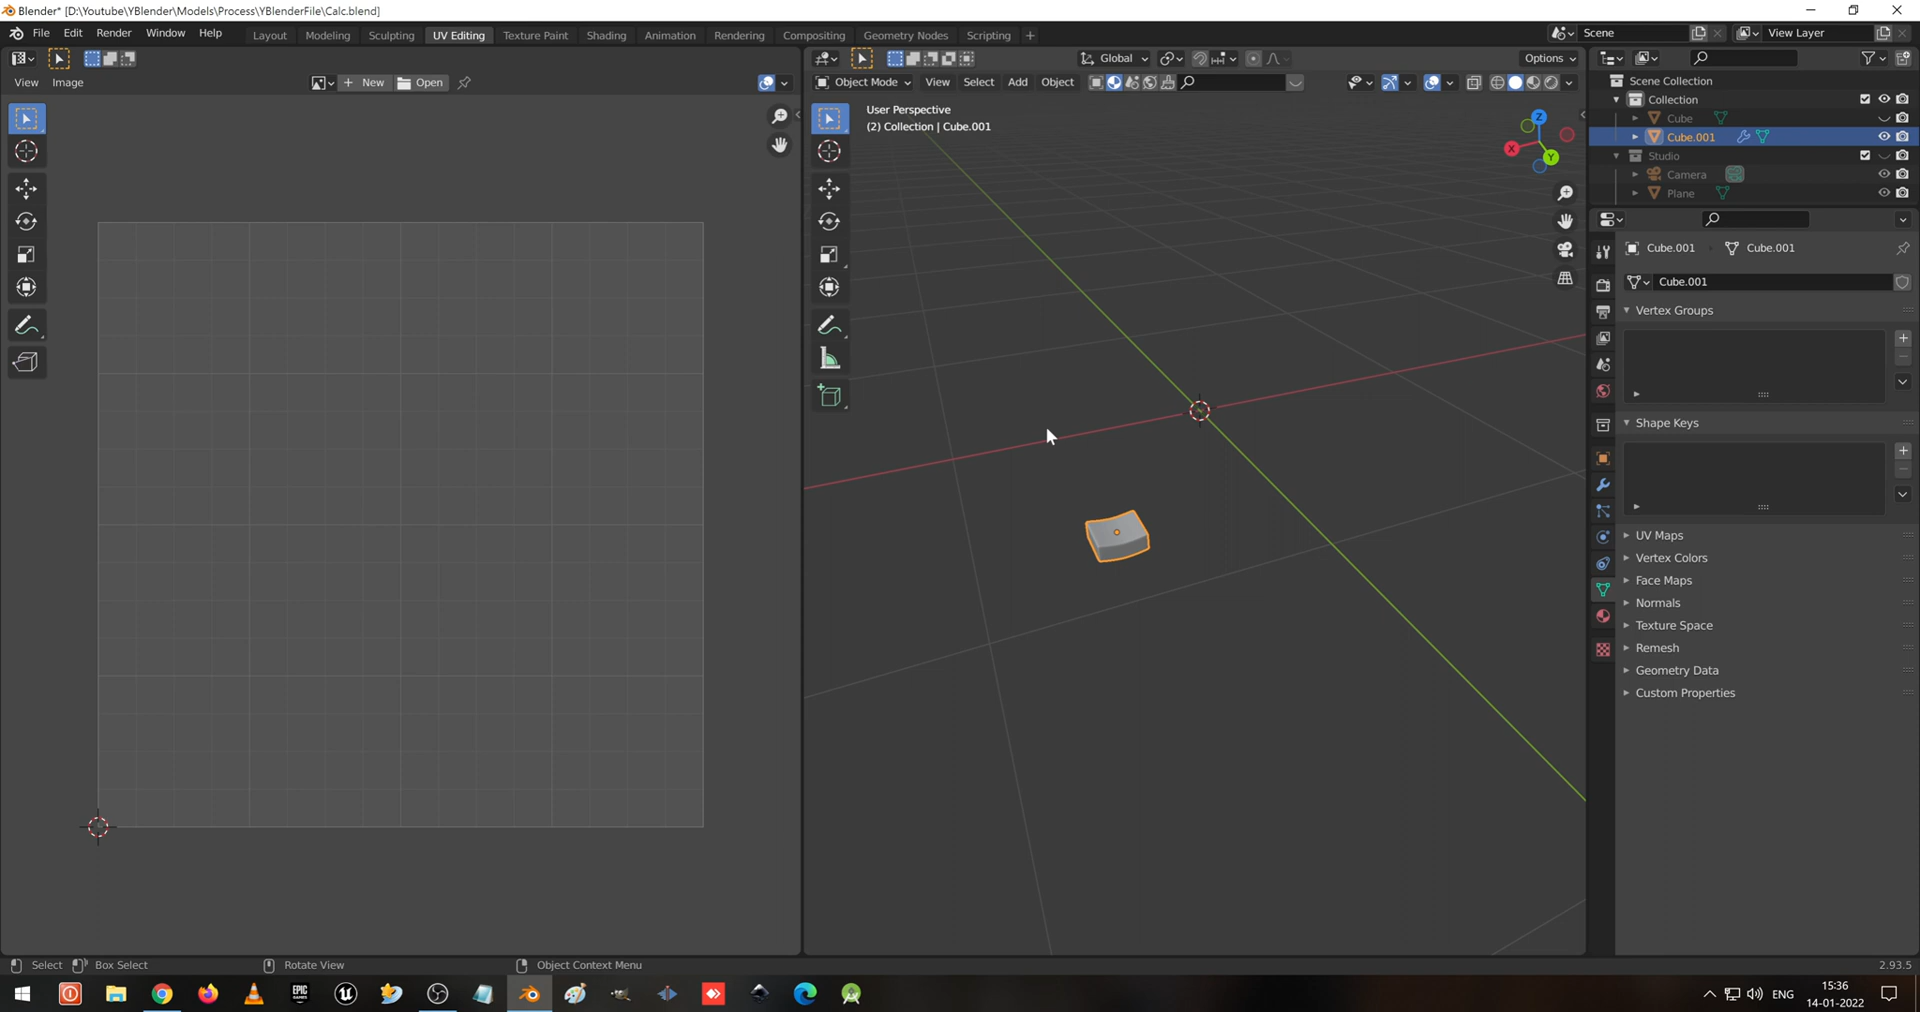 Blender* [D:\Youtube\YBlender\Models\Process\YBlenderFile\Calc.blend]
File Edit Render Window Help Layout Modeling Sculpting UV Editing Texture Paint Shading Animation Rendering Compositing Geometry Nodes Scripting + Scene View Layer
Global Options
View Image + New Open Object Mode View Select Add Object
Scene Collection
Collection
Cube
Cube.001
Studio
Camera
Plane
User Perspective
(2) Collection | Cube.001
Z
X
Y
Cube.001 Cube.001
Cube.001
Vertex Groups
Shape Keys
UV Maps
Vertex Colors
Face Maps
Normals
Texture Space
Remesh
Geometry Data
Custom Properties
Select Box Select Rotate View Object Context Menu 2.93.5
EPIC GAMES
ENG
15:36
14-01-2022